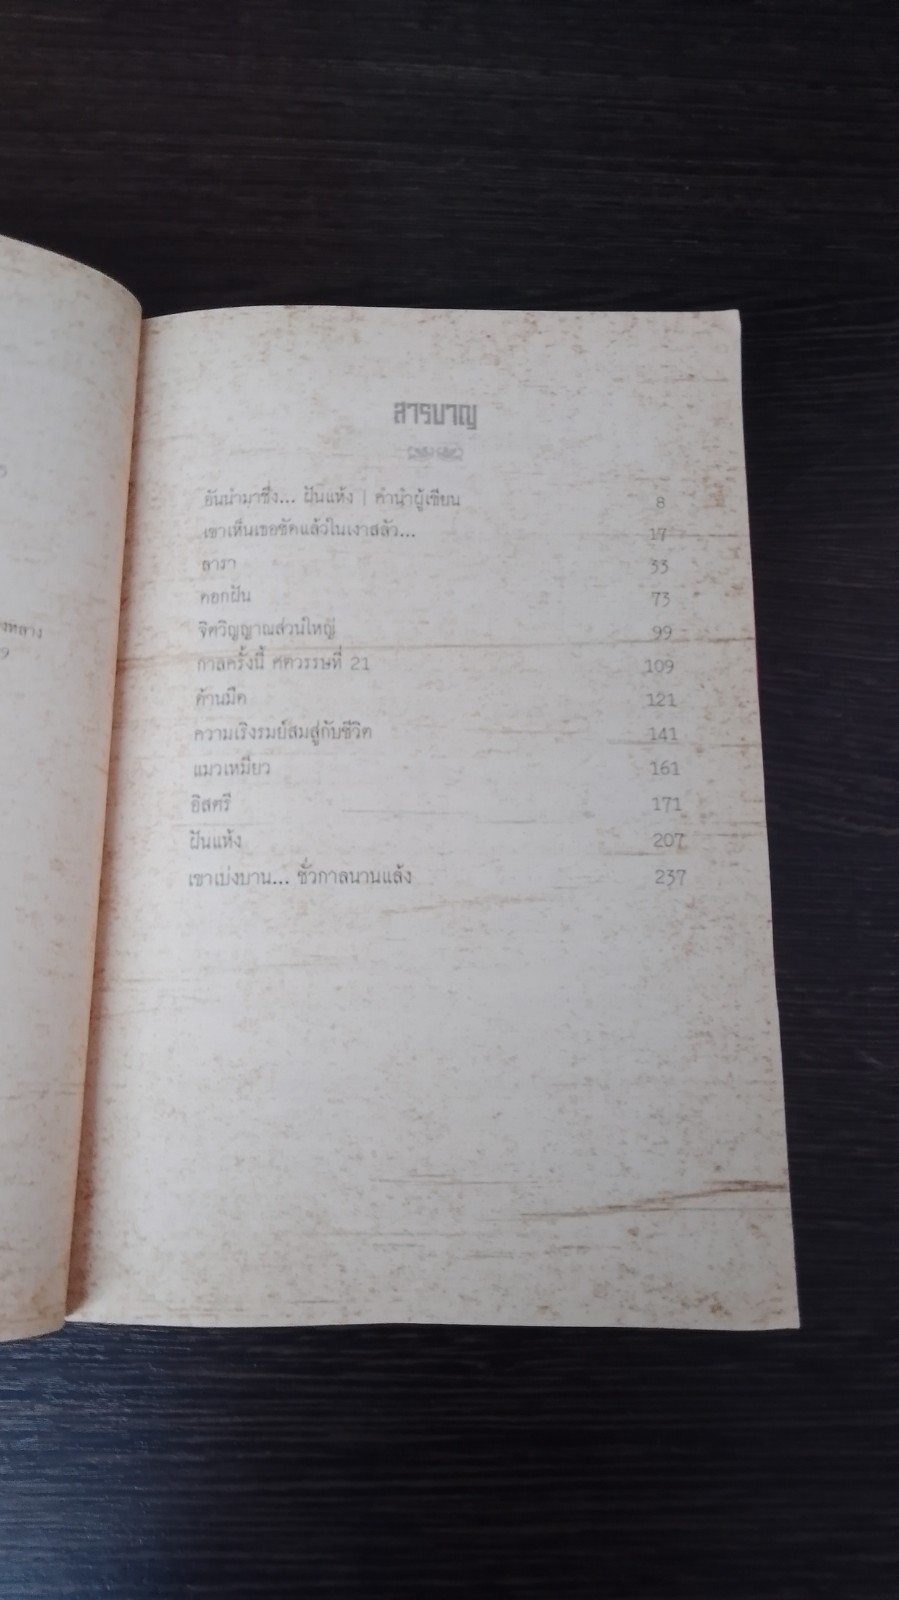 สารบาญ
อันนำมาซึ่ง... ฝันแห้ง | คำนำผู้เขียน 8
เขาเห็นเธอชัดแล้วในเงาสลัว... 17
ลารา 33
ดอกฝัน 73
จิตวิญญาณส่วนใหญ่ 99
กาลครั้งนี้ ศตวรรษที่ 21 109
ด้านมืด 121
ความเริงรมย์สมสู่กับชีวิต 141
แมวเหมียว 161
อิสตรี 171
ฝันแห้ง 207
เขาเบ่งบาน... ชั่วกาลนานแล้ง 237